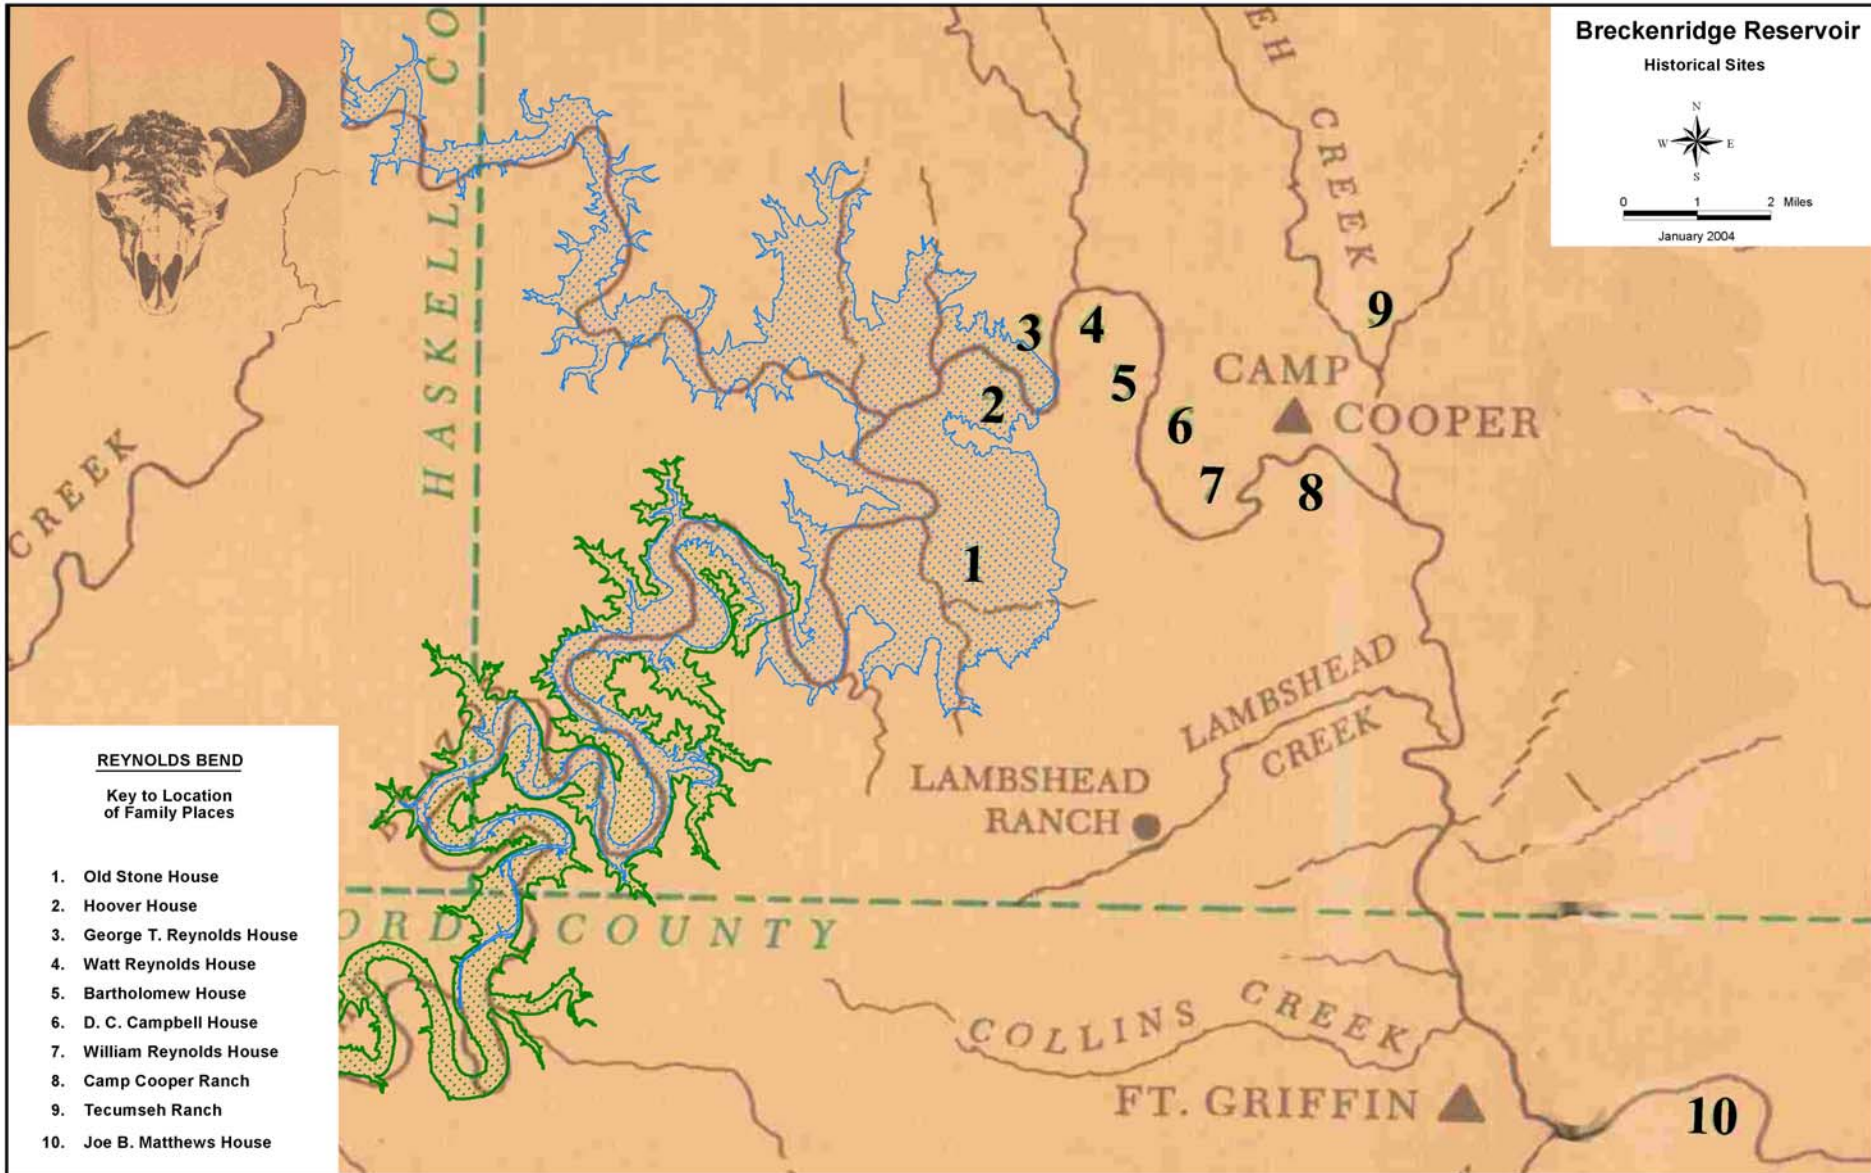 Breckenridge Reservoir
Historical Sites
N
W E
S
0 1 2 Miles
January 2004
HASKELL CO
EH CREEK
9
3
4
CAMP
COOPER
5
2
6
7
8
CREEK
1
LAMBSHEAD
CREEK
LAMBSHEAD
RANCH
ORD COUNTY
COLLINS CREEK
FT. GRIFFIN
10
REYNOLDS BEND
Key to Location
of Family Places
1. Old Stone House
2. Hoover House
3. George T. Reynolds House
4. Watt Reynolds House
5. Bartholomew House
6. D. C. Campbell House
7. William Reynolds House
8. Camp Cooper Ranch
9. Tecumseh Ranch
10. Joe B. Matthews House